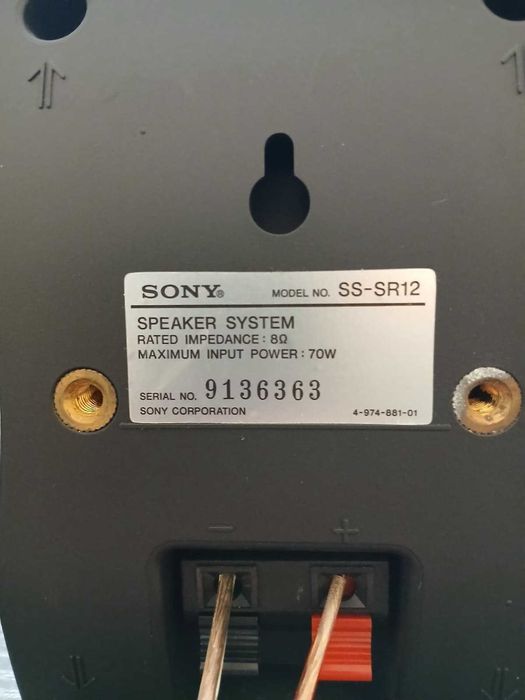 SONY® MODEL NO. SS-SR12
SPEAKER SYSTEM
RATED IMPEDANCE : 8Ω
MAXIMUM INPUT POWER : 70W
SERIAL NO. 9136363
SONY CORPORATION 4-974-881-01
− +